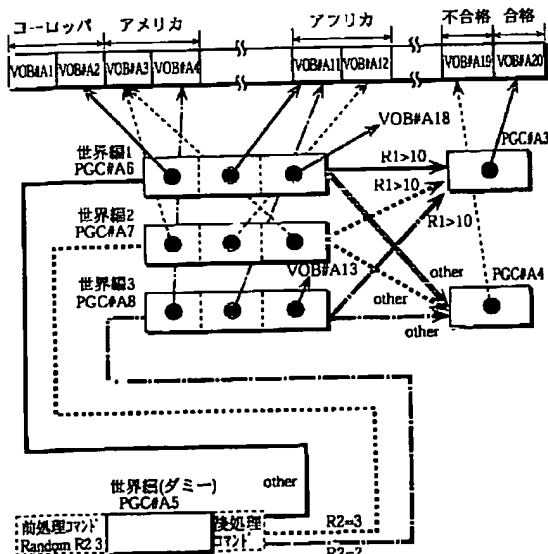 ヨーロッパ アメリカ アフリカ 不合格 合格
VOB#A1 VOB#A2 VOB#A3 VOB#A4 VOB#A11 VOB#A12 VOB#A19 VOB#A20
VOB#A18
世界編1
PGC#A6
R1>10
PGC#A3
R1>10
世界編2
PGC#A7
R1>10
VOB#A13
世界編3
PGC#A8
other
other
other
PGC#A4
世界編(ダミー)
PGC#A5
other
前処理コマンド
Random R2 3
後処理
コマンド
R2=3
R2=2